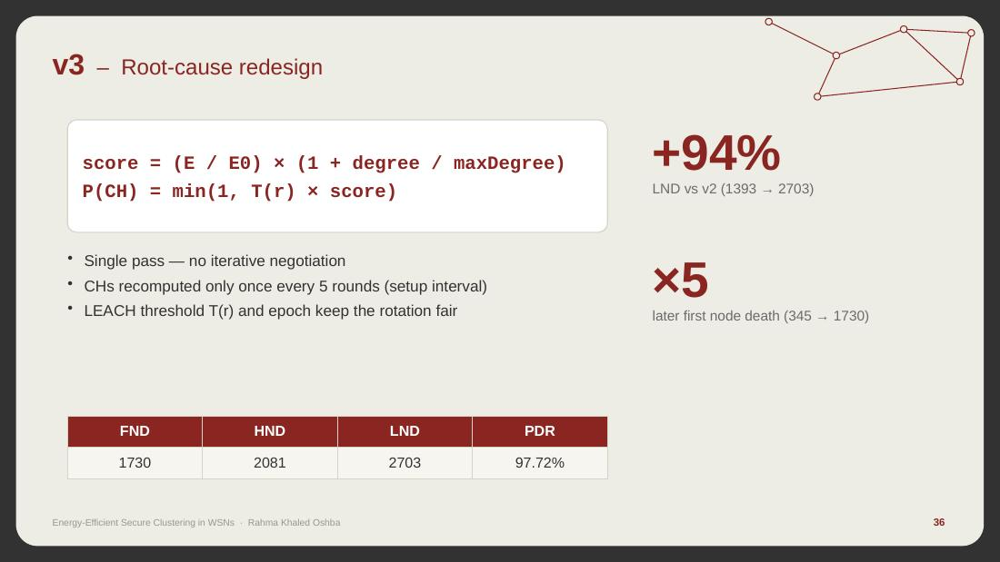 v3 – Root-cause redesign
score = (E / E0) × (1 + degree / maxDegree)
P(CH) = min(1, T(r) × score)
• Single pass — no iterative negotiation
• CHs recomputed only once every 5 rounds (setup interval)
• LEACH threshold T(r) and epoch keep the rotation fair
+94%
LND vs v2 (1393 → 2703)
×5
later first node death (345 → 1730)
FND HND LND PDR
1730 2081 2703 97.72%
Energy-Efficient Secure Clustering in WSNs · Rahma Khaled Oshba
36